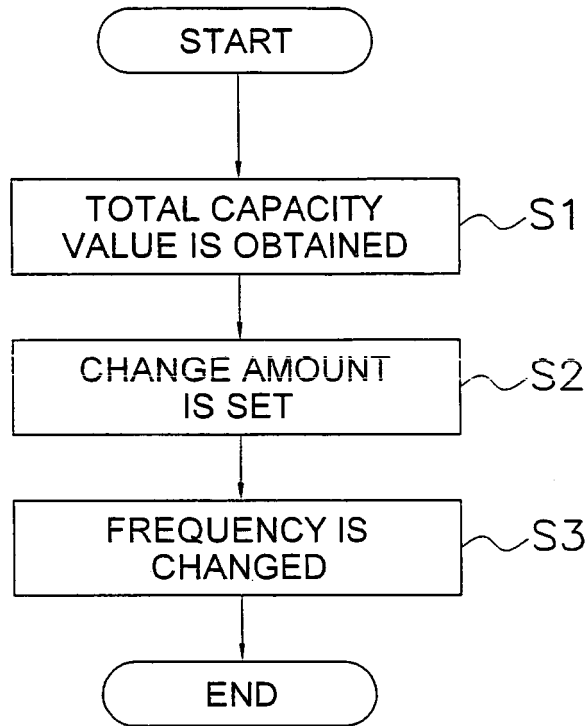 START
TOTAL CAPACITY
VALUE IS OBTAINED
S1
CHANGE AMOUNT
IS SET
S2
FREQUENCY IS
CHANGED
S3
END